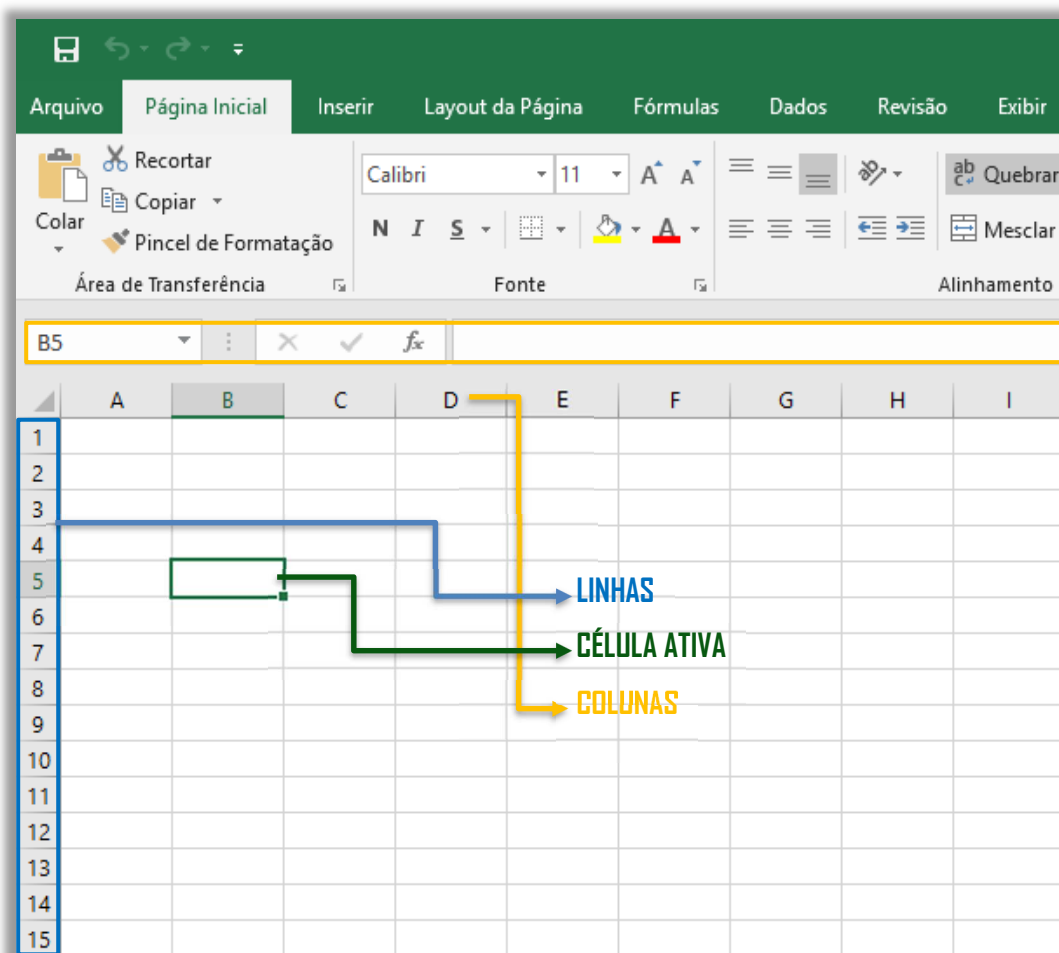 Arquivo Página Inicial Inserir Layout da Página Fórmulas Dados Revisão Exibir
Recortar
Copiar
Pincel de Formatação
Colar
Área de Transferência
Calibri 11 A A
N I S A
Fonte
ab c Quebrar
Mesclar
Alinhamento
B5 fx
A B C D E F G H I
1
2
3
4
5
LINHAS
6
CÉLULA ATIVA
7
8
COLUNAS
9
10
11
12
13
14
15